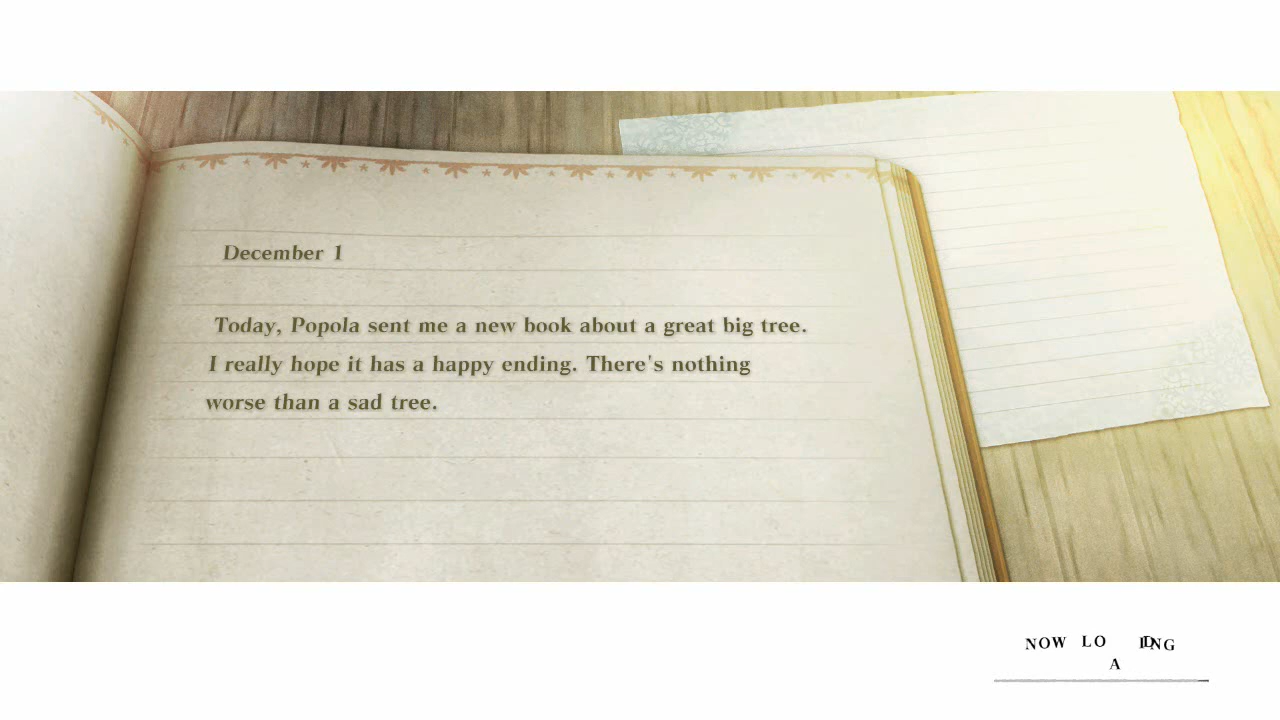 December 1
Today, Popola sent me a new book about a great big tree.
I really hope it has a happy ending. There's nothing
worse than a sad tree.
NOW LOADING